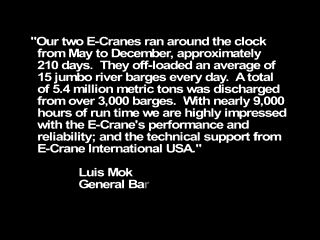 "Our two E-Cranes ran around the clock
from May to December, approximately
210 days. They off-loaded an average of
15 jumbo river barges every day. A total
of 5.4 million metric tons was discharged
from over 3,000 barges. With nearly 9,000
hours of run time we are highly impressed
with the E-Crane's performance and
reliability; and the technical support from
E-Crane International USA."
Luis Mok
General Bar